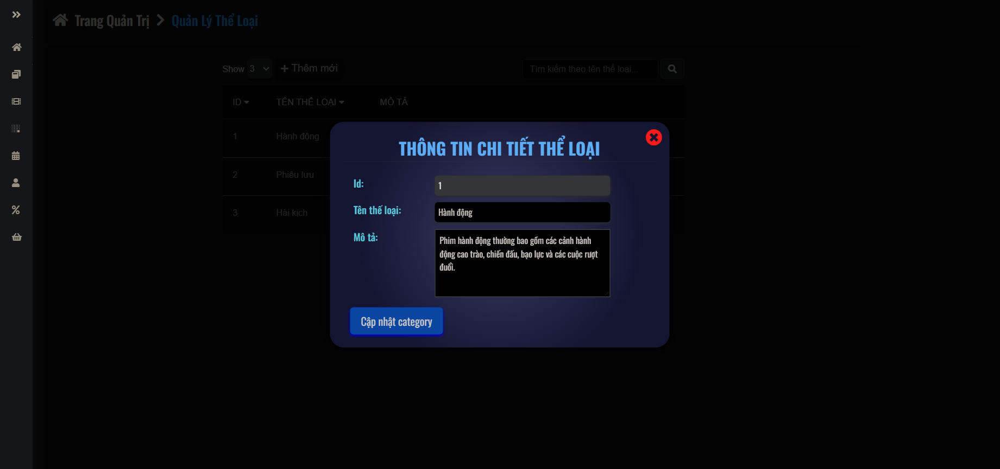 Trang Quản Trị
Quản Lý Thể Loại
Show 3 Thêm mới
Tìm kiếm theo tên thể loại...
ID TÊN THỂ LOẠI MÔ TẢ
1 Hành động
2 Phiêu lưu
3 Hài kịch
THÔNG TIN CHI TIẾT THỂ LOẠI
Id: 1
Tên thể loại: Hành động
Mô tả: Phim hành động thường bao gồm các cảnh hành
động cao trào, chiến đấu, bạo lực và các cuộc rượt
đuổi.
Cập nhật category